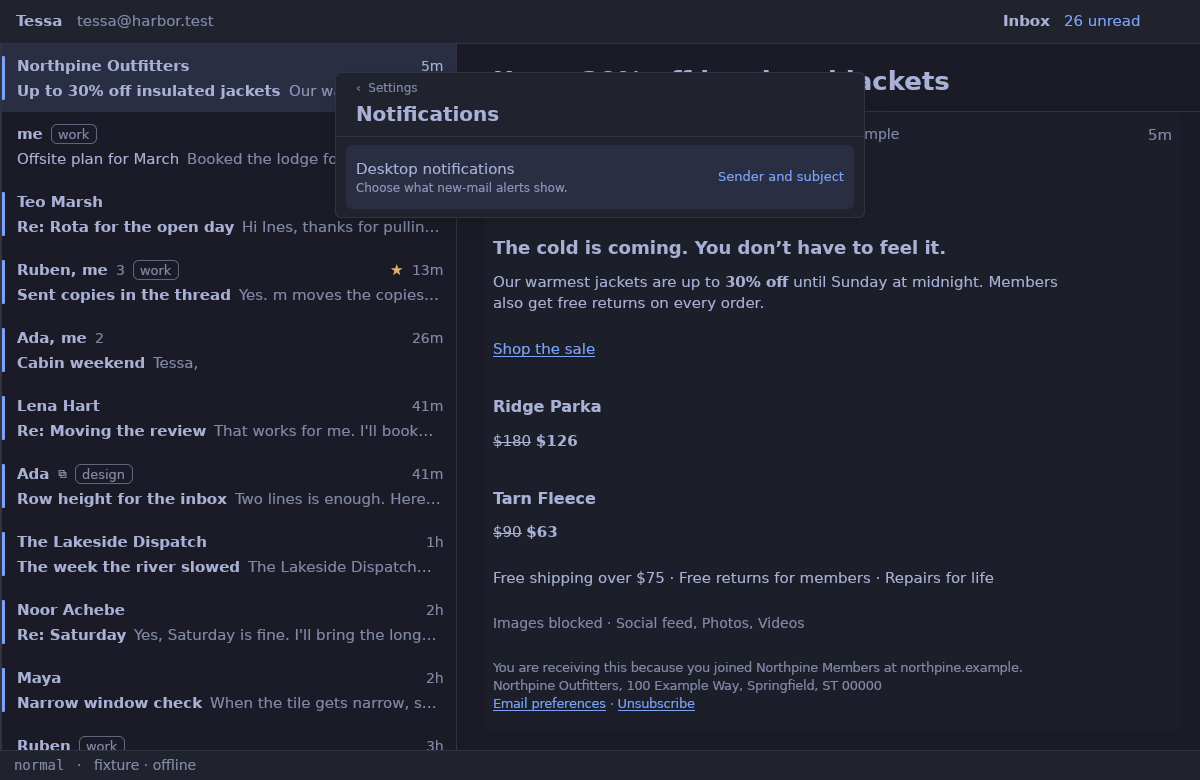 Tessa tessa@harbor.test
Inbox 26 unread
Northpine Outfitters 5m
Up to 30% off insulated jackets Our
me work
Offsite plan for March Booked the lodge
Teo Marsh
Re: Rota for the open day Hi Ines, thanks for pullin…
Ruben, me 3 work ★ 13m
Sent copies in the thread Yes. m moves the copies…
Ada, me 2 26m
Cabin weekend Tessa,
Lena Hart 41m
Re: Moving the review That works for me. I'll book…
Ada ⧉ design 41m
Row height for the inbox Two lines is enough. Here…
The Lakeside Dispatch 1h
The week the river slowed The Lakeside Dispatch…
Noor Achebe 2h
Re: Saturday Yes, Saturday is fine. I'll bring the long…
Maya 2h
Narrow window check When the tile gets narrow, s…
Ruben work 3h
‹ Settings
Notifications
Desktop notifications
Choose what new-mail alerts show.
Sender and subject
jackets
5m
The cold is coming. You don’t have to feel it.
Our warmest jackets are up to 30% off until Sunday at midnight. Members
also get free returns on every order.
Shop the sale
Ridge Parka
$180 $126
Tarn Fleece
$90 $63
Free shipping over $75 · Free returns for members · Repairs for life
Images blocked · Social feed, Photos, Videos
You are receiving this because you joined Northpine Members at northpine.example.
Northpine Outfitters, 100 Example Way, Springfield, ST 00000
Email preferences · Unsubscribe
normal · fixture · offline